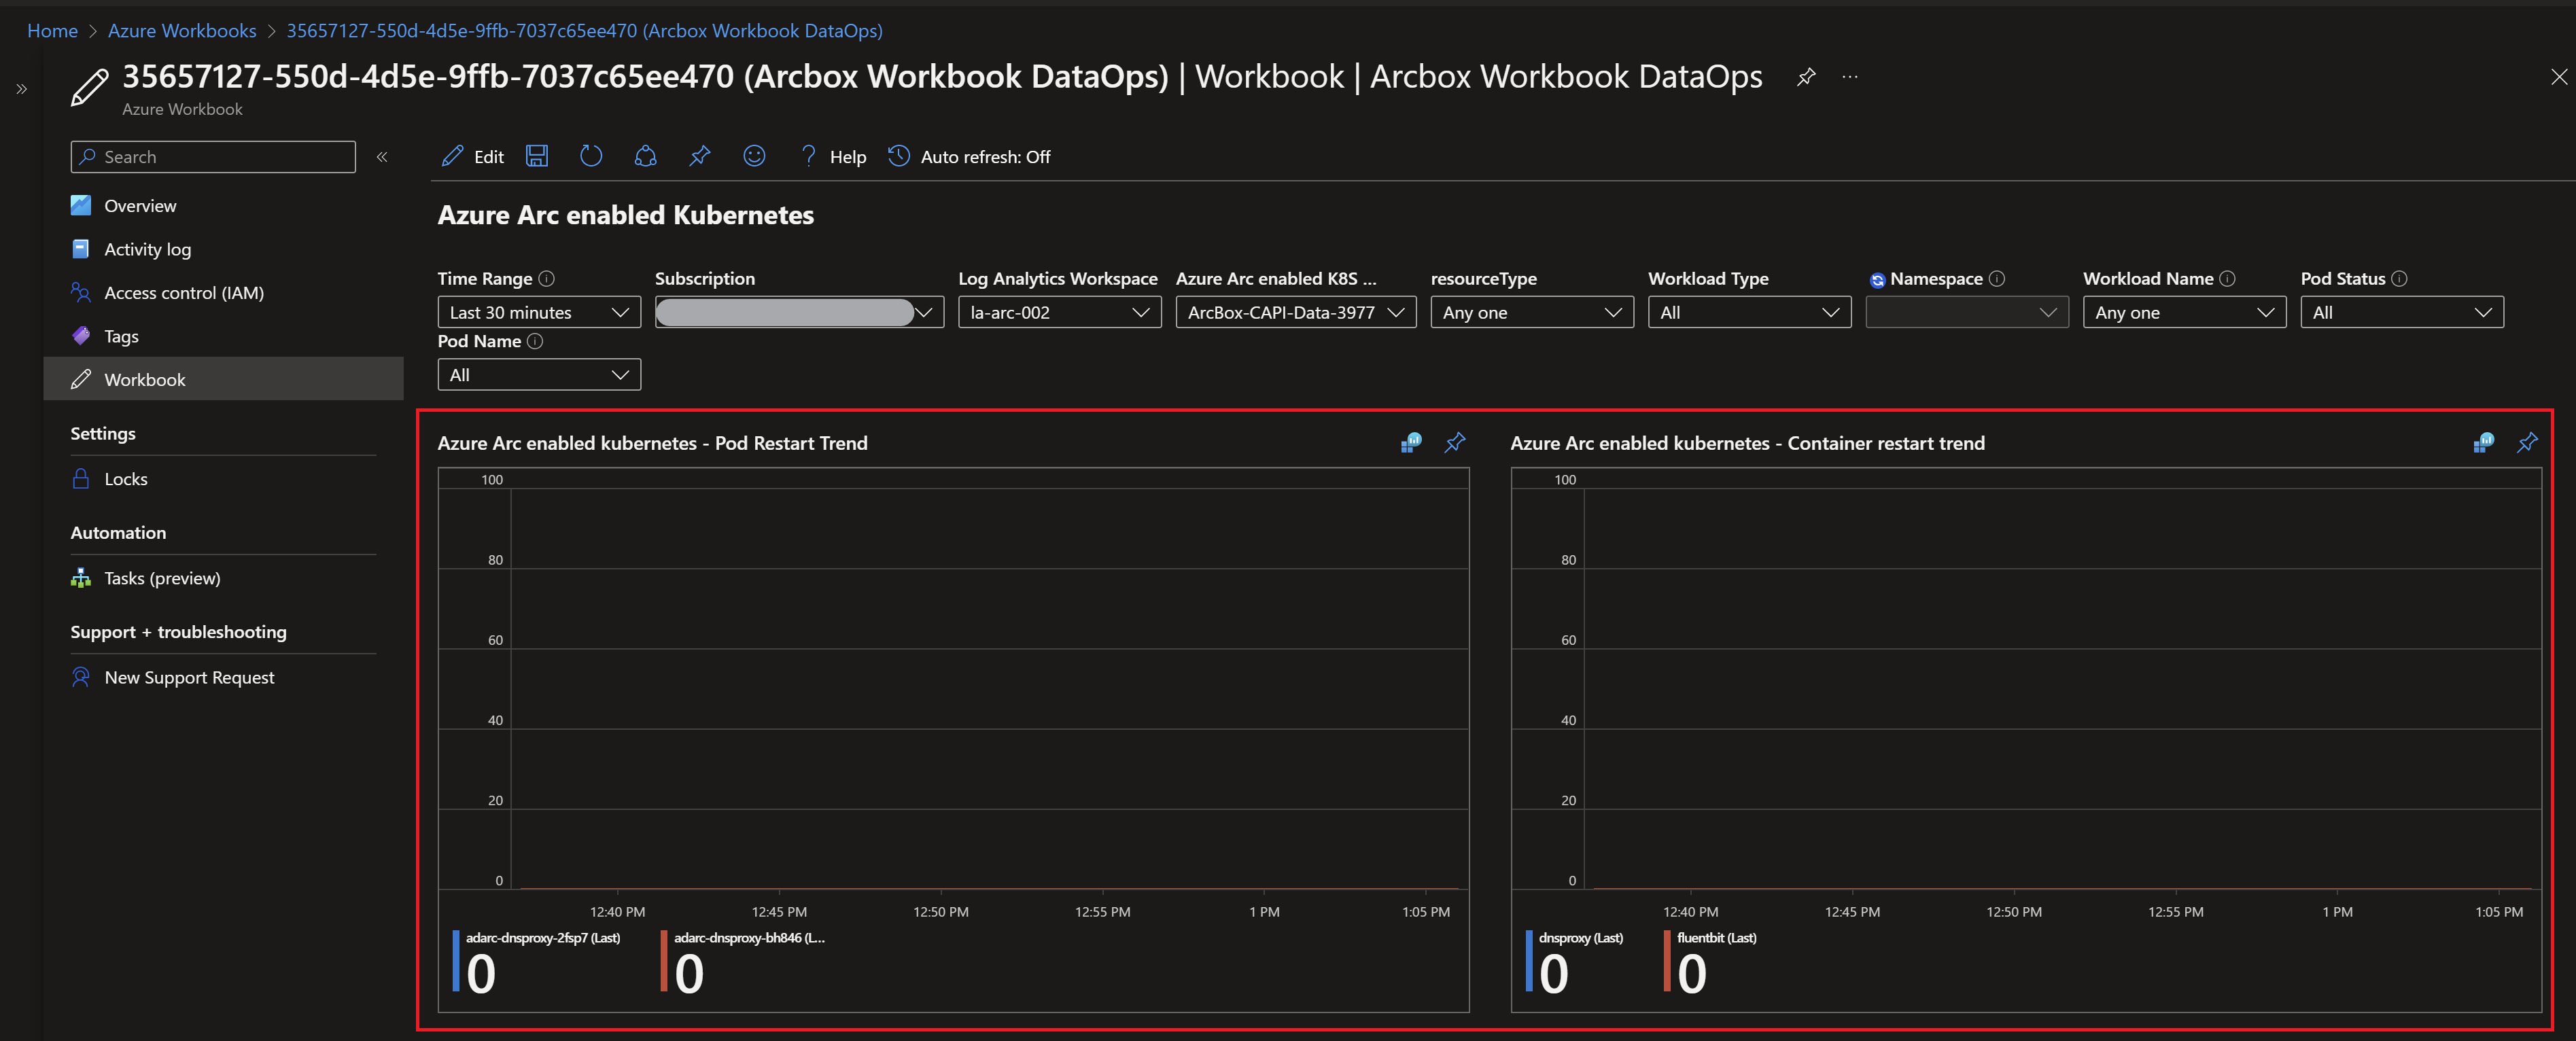 Home > Azure Workbooks > 35657127-550d-4d5e-9ffb-7037c65ee470 (Arcbox Workbook DataOps)
35657127-550d-4d5e-9ffb-7037c65ee470 (Arcbox Workbook DataOps) | Workbook | Arcbox Workbook DataOps
Azure Workbook
Search
Edit
Help
Auto refresh: Off
Overview
Activity log
Access control (IAM)
Tags
Workbook
Settings
Locks
Automation
Tasks (preview)
Support + troubleshooting
New Support Request
Azure Arc enabled Kubernetes
Time Range
Subscription
Log Analytics Workspace
Azure Arc enabled K8S ...
resourceType
Workload Type
Namespace
Workload Name
Pod Status
Last 30 minutes
la-arc-002
ArcBox-CAPI-Data-3977
Any one
All
Any one
All
Pod Name
All
Azure Arc enabled kubernetes - Pod Restart Trend
100
80
60
40
20
0
12:40 PM 12:45 PM 12:50 PM 12:55 PM 1 PM 1:05 PM
adarc-dnsproxy-2fsp7 (Last)
0
adarc-dnsproxy-bh846 (L...
0
Azure Arc enabled kubernetes - Container restart trend
100
80
60
40
20
0
12:40 PM 12:45 PM 12:50 PM 12:55 PM 1 PM 1:05 PM
dnsproxy (Last)
0
fluentbit (Last)
0